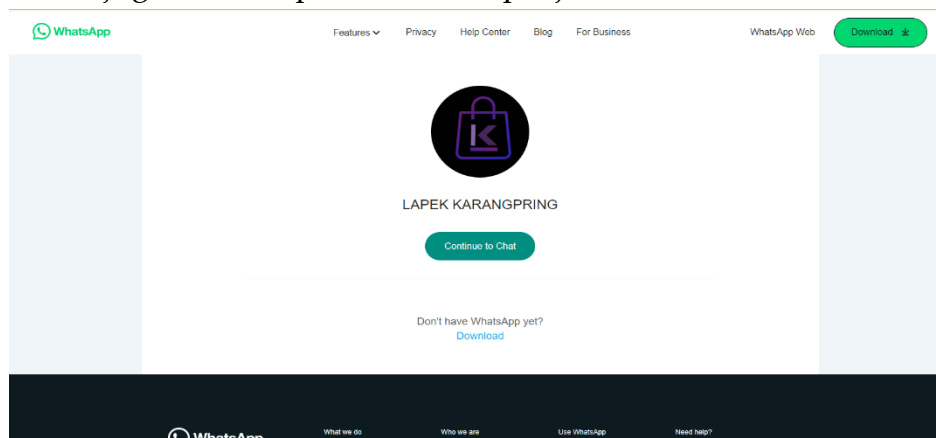 WhatsApp Features Privacy Help Center Blog For Business WhatsApp Web Download
K
LAPEK KARANGPRING
Continue to Chat
Don't have WhatsApp yet?
Download
WhatsApp What we do Who we are Use WhatsApp Need help?